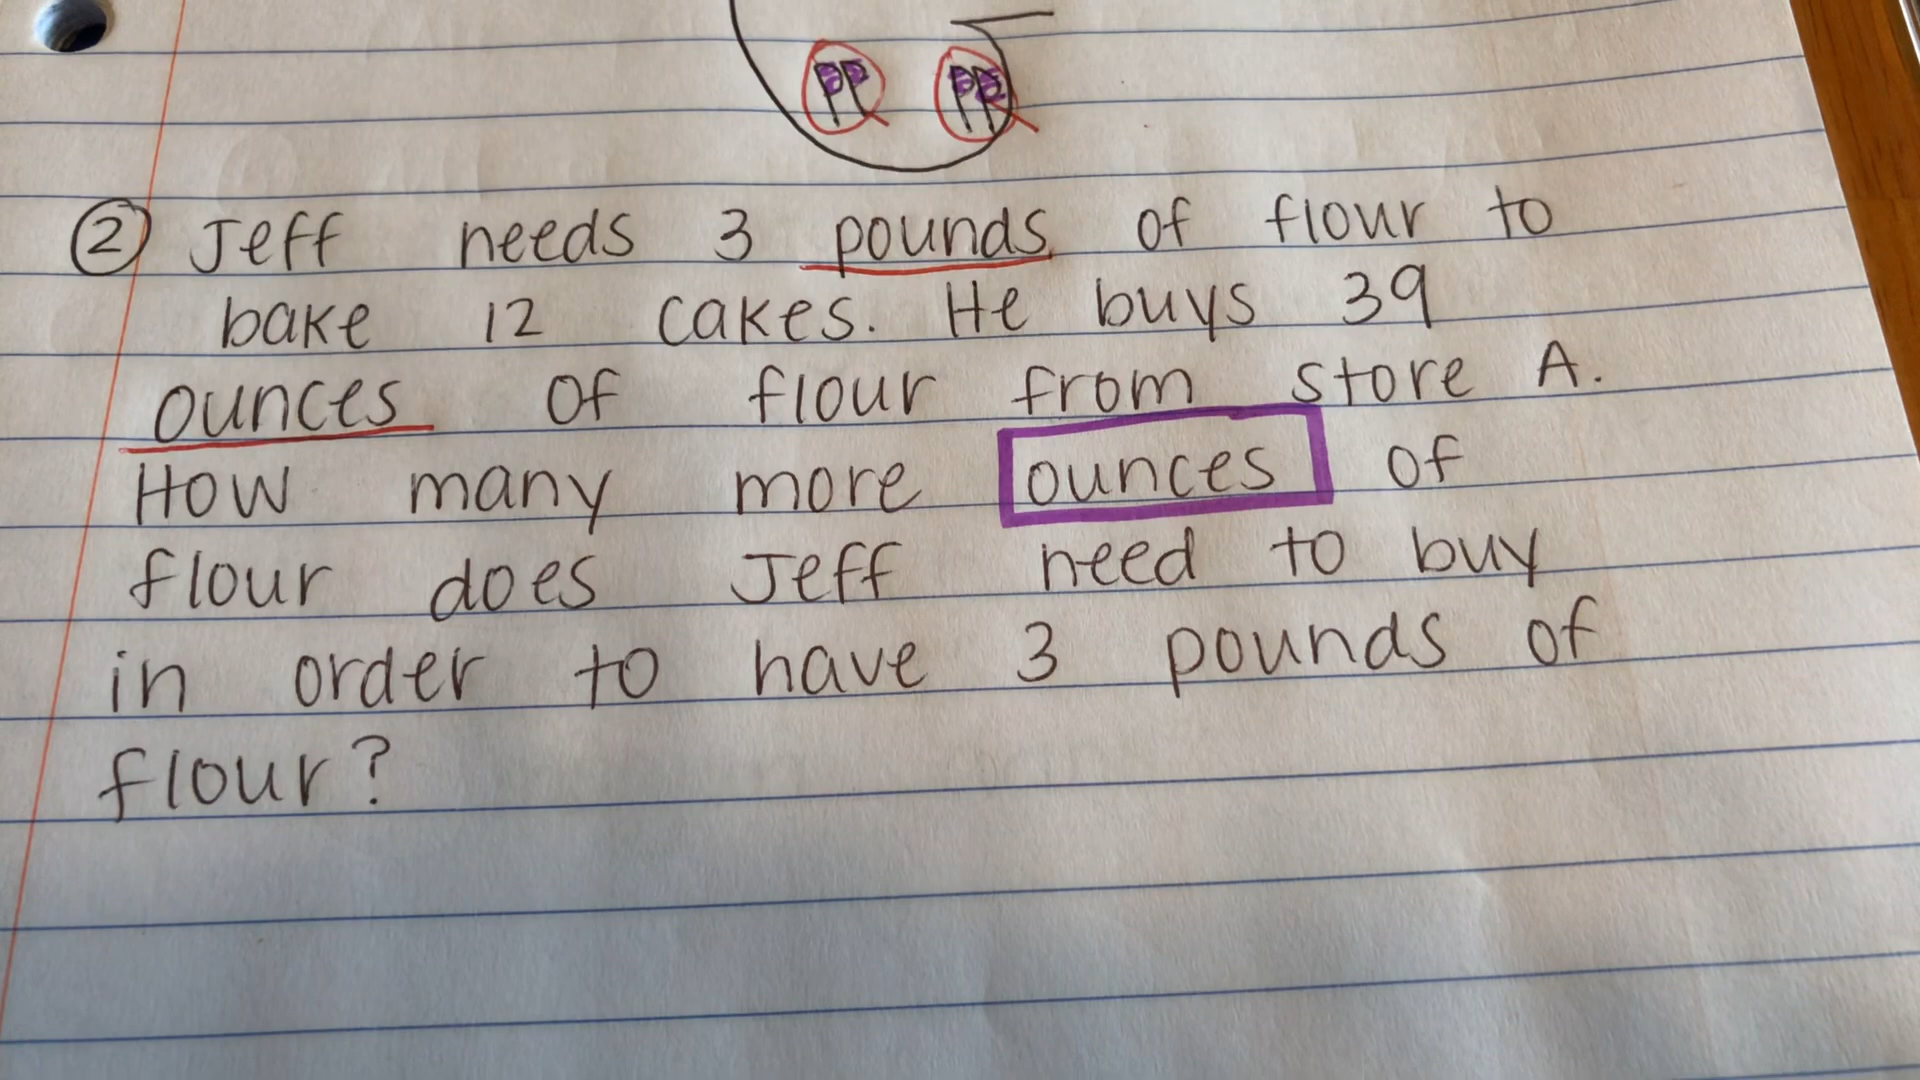 PP PP
② Jeff needs 3 pounds of flour to
bake 12 cakes. He buys 39
ounces of flour from store A.
How many more ounces of
flour does Jeff need to buy
in order to have 3 pounds of
flour?